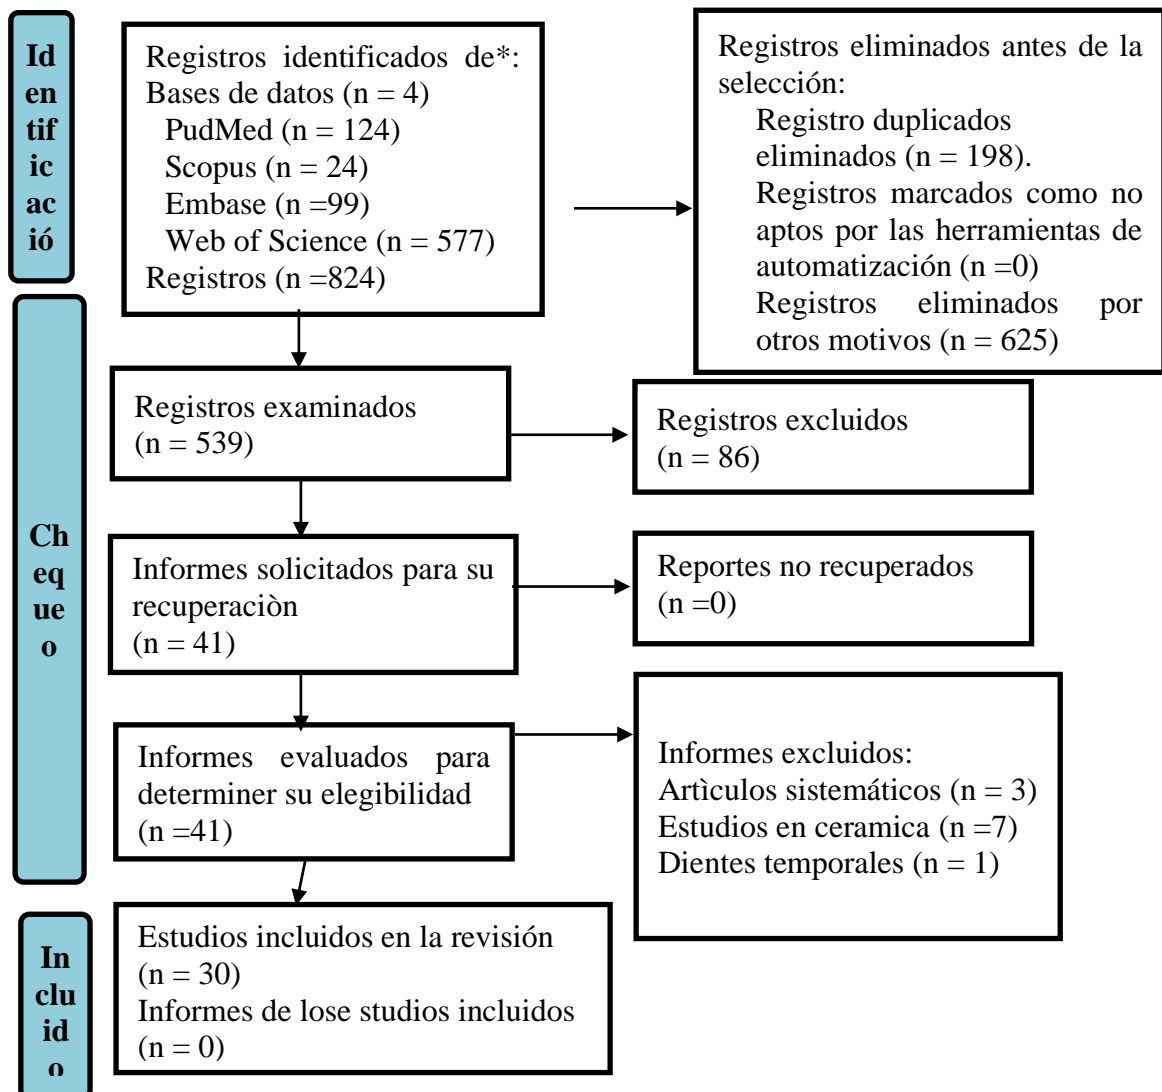 Id
en
tif
ic
ac
ió
Registros identificados de*:
Bases de datos (n = 4)
PudMed (n = 124)
Scopus (n = 24)
Embase (n =99)
Web of Science (n = 577)
Registros (n =824)
Registros eliminados antes de la
selección:
Registro duplicados
eliminados (n = 198).
Registros marcados como no
aptos por las herramientas de
automatización (n =0)
Registros eliminados por
otros motivos (n = 625)
Ch
eq
ue
o
Registros examinados
(n = 539)
Registros excluidos
(n = 86)
Informes solicitados para su
recuperaciòn
(n = 41)
Reportes no recuperados
(n =0)
Informes evaluados para
determiner su elegibilidad
(n =41)
Informes excluidos:
Artìculos sistemáticos (n = 3)
Estudios en ceramica (n =7)
Dientes temporales (n = 1)
In
clu
id
o
Estudios incluidos en la revisión
(n = 30)
Informes de lose studios incluidos
(n = 0)